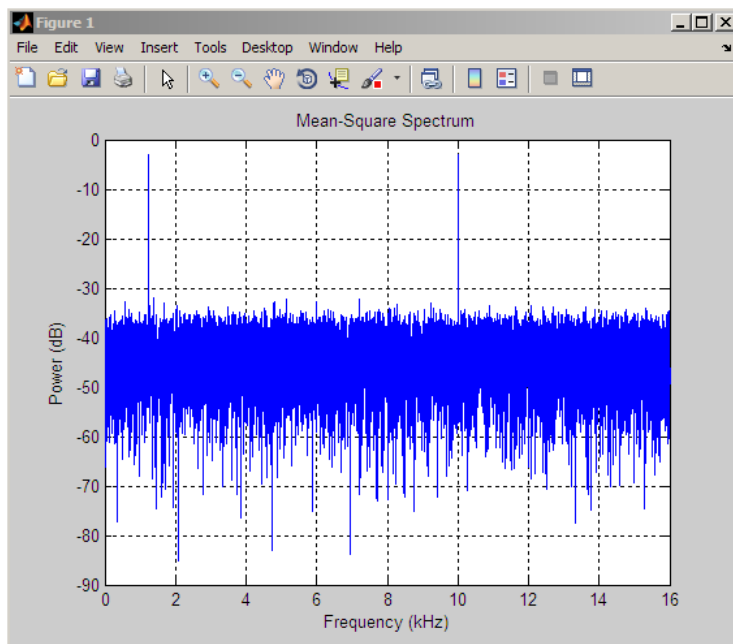 Figure 1
File Edit View Insert Tools Desktop Window Help
Mean-Square Spectrum
0
-10
-20
-30
-40
-50
-60
-70
-80
-90
Power (dB)
0 2 4 6 8 10 12 14 16
Frequency (kHz)